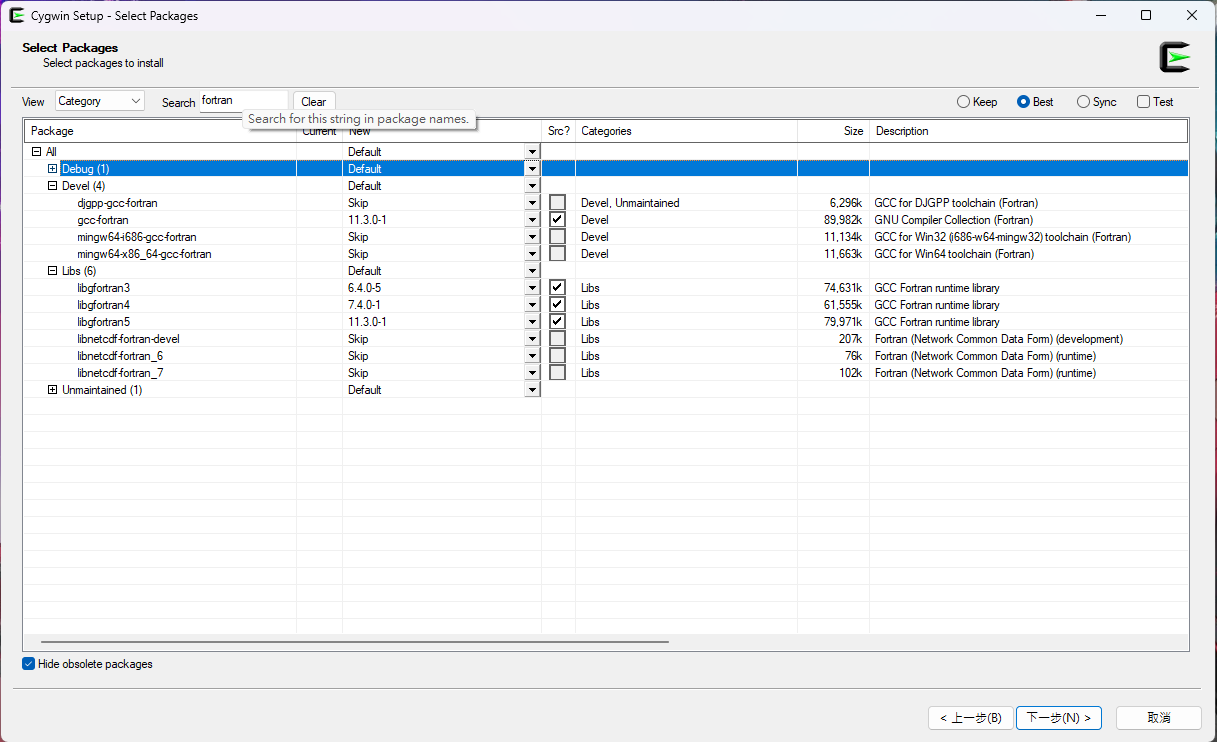 Cygwin Setup - Select Packages
Select Packages
Select packages to install
View Category Search fortran Clear Keep Best Sync Test
Search for this string in package names.
Package Current New Src? Categories Size Description
All Default
Debug (1) Default
Devel (4) Default
djgpp-gcc-fortran Skip Devel, Unmaintained 6,296k GCC for DJGPP toolchain (Fortran)
gcc-fortran 11.3.0-1 Devel 89,982k GNU Compiler Collection (Fortran)
mingw64-i686-gcc-fortran Skip Devel 11,134k GCC for Win32 (i686-w64-mingw32) toolchain (Fortran)
mingw64-x86_64-gcc-fortran Skip Devel 11,663k GCC for Win64 toolchain (Fortran)
Libs (6) Default
libgfortran3 6.4.0-5 Libs 74,631k GCC Fortran runtime library
libgfortran4 7.4.0-1 Libs 61,555k GCC Fortran runtime library
libgfortran5 11.3.0-1 Libs 79,971k GCC Fortran runtime library
libnetcdf-fortran-devel Skip Libs 207k Fortran (Network Common Data Form) (development)
libnetcdf-fortran_6 Skip Libs 76k Fortran (Network Common Data Form) (runtime)
libnetcdf-fortran_7 Skip Libs 102k Fortran (Network Common Data Form) (runtime)
Unmaintained (1) Default
Hide obsolete packages
< 上一步(B) 下一步(N) > 取消